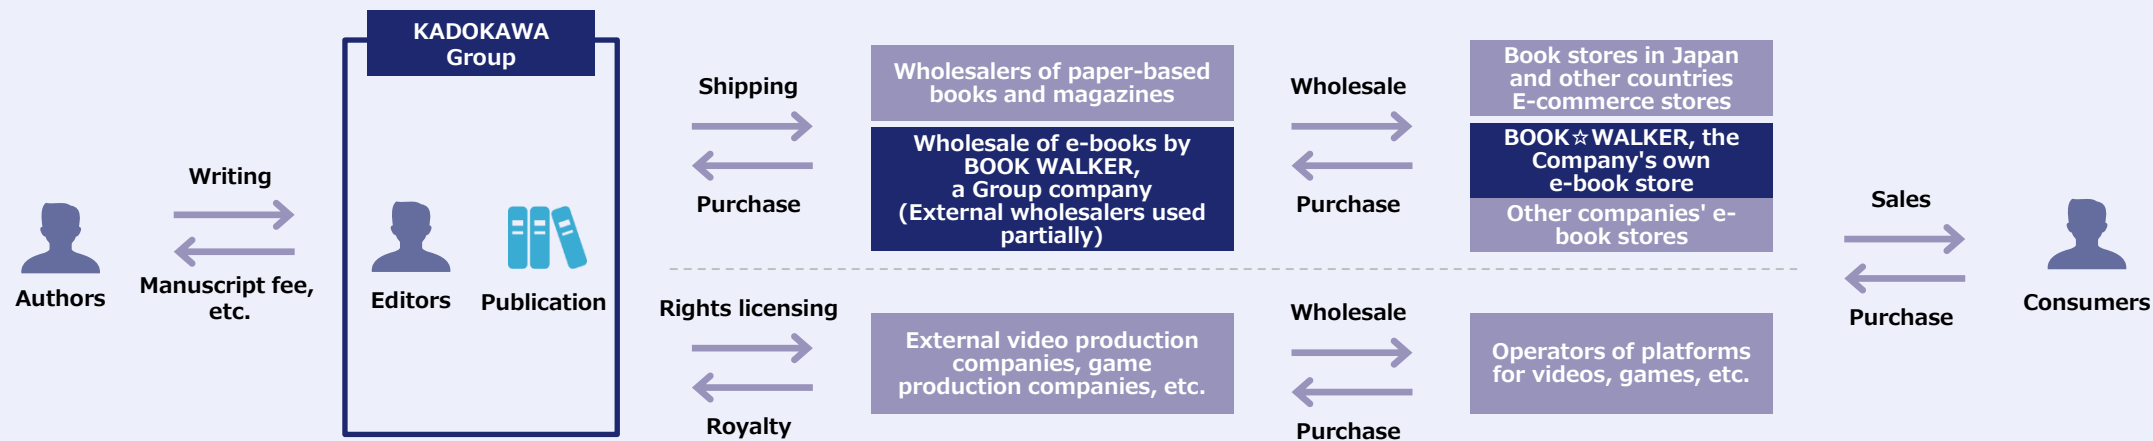 KADOKAWA
Group
Authors
Writing
Manuscript fee,
etc.
Editors
Publication
Shipping
Purchase
Wholesalers of paper-based
books and magazines
Wholesale of e-books by
BOOK WALKER,
a Group company
(External wholesalers used
partially)
Wholesale
Purchase
Book stores in Japan
and other countries
E-commerce stores
BOOK☆WALKER, the
Company's own
e-book store
Other companies' e-
book stores
Rights licensing
Royalty
External video production
companies, game
production companies, etc.
Wholesale
Purchase
Operators of platforms
for videos, games, etc.
Sales
Purchase
Consumers